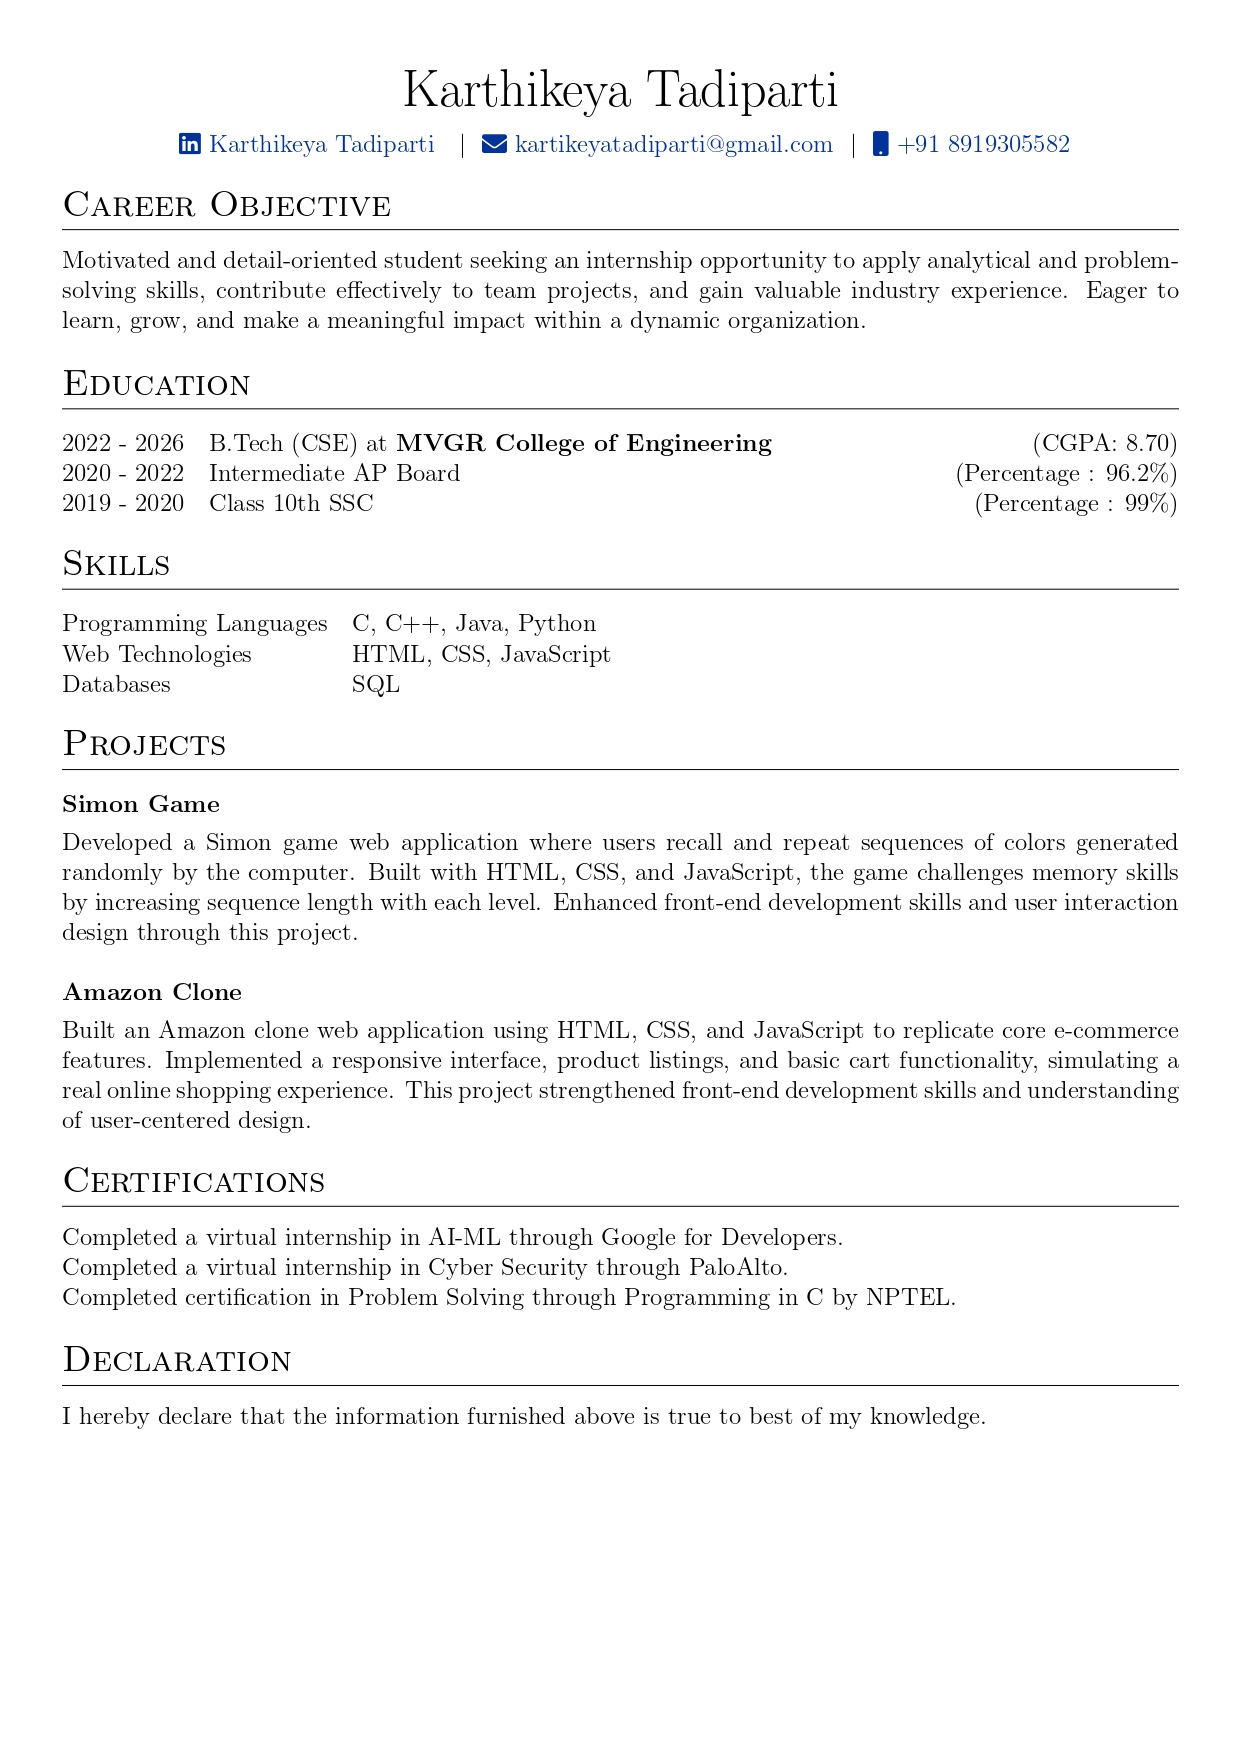 Karthikeya Tadiparti
Karthikeya Tadiparti | kartikeyatadiparti@gmail.com | +91 8919305582
Career Objective
Motivated and detail-oriented student seeking an internship opportunity to apply analytical and problem-
solving skills, contribute effectively to team projects, and gain valuable industry experience. Eager to
learn, grow, and make a meaningful impact within a dynamic organization.
Education
2022 - 2026 B.Tech (CSE) at MVGR College of Engineering (CGPA: 8.70)
2020 - 2022 Intermediate AP Board (Percentage : 96.2%)
2019 - 2020 Class 10th SSC (Percentage : 99%)
Skills
Programming Languages C, C++, Java, Python
Web Technologies HTML, CSS, JavaScript
Databases SQL
Projects
Simon Game
Developed a Simon game web application where users recall and repeat sequences of colors generated
randomly by the computer. Built with HTML, CSS, and JavaScript, the game challenges memory skills
by increasing sequence length with each level. Enhanced front-end development skills and user interaction
design through this project.
Amazon Clone
Built an Amazon clone web application using HTML, CSS, and JavaScript to replicate core e-commerce
features. Implemented a responsive interface, product listings, and basic cart functionality, simulating a
real online shopping experience. This project strengthened front-end development skills and understanding
of user-centered design.
Certifications
Completed a virtual internship in AI-ML through Google for Developers.
Completed a virtual internship in Cyber Security through PaloAlto.
Completed certification in Problem Solving through Programming in C by NPTEL.
Declaration
I hereby declare that the information furnished above is true to best of my knowledge.